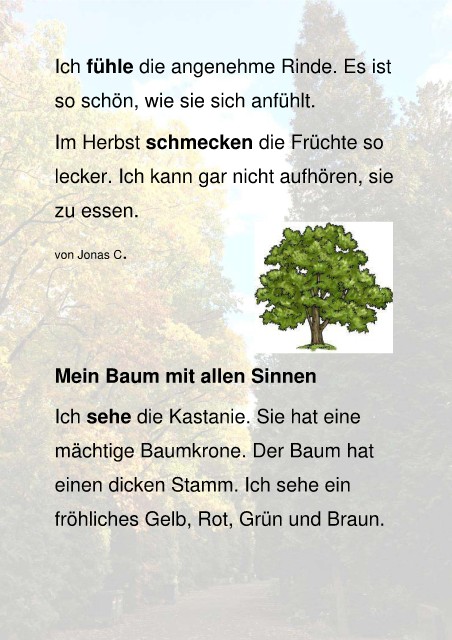 Ich fühle die angenehme Rinde. Es ist
so schön, wie sie sich anfühlt.
Im Herbst schmecken die Früchte so
lecker. Ich kann gar nicht aufhören, sie
zu essen.
von Jonas C.
Mein Baum mit allen Sinnen
Ich sehe die Kastanie. Sie hat eine
mächtige Baumkrone. Der Baum hat
einen dicken Stamm. Ich sehe ein
fröhliches Gelb, Rot, Grün und Braun.